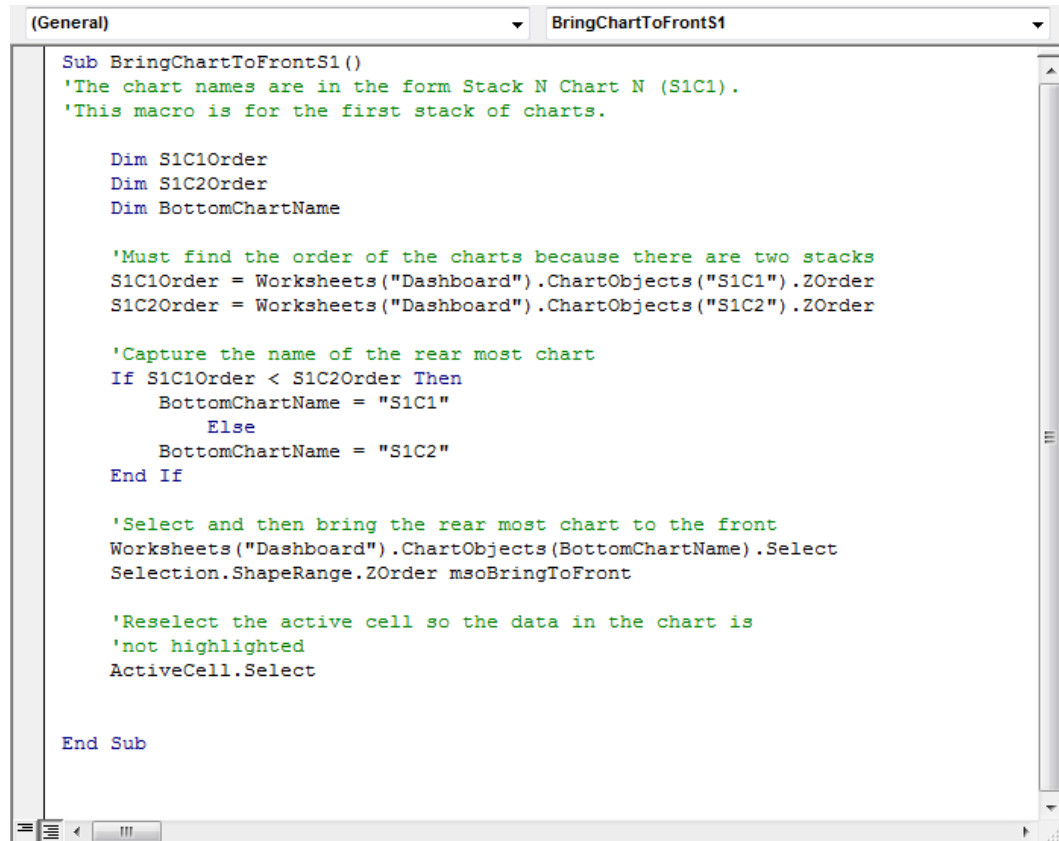 (General) BringChartToFrontS1
Sub BringChartToFrontS1()
'The chart names are in the form Stack N Chart N (S1C1).
'This macro is for the first stack of charts.
Dim S1C1Order
Dim S1C2Order
Dim BottomChartName
'Must find the order of the charts because there are two stacks
S1C1Order = Worksheets("Dashboard").ChartObjects("S1C1").ZOrder
S1C2Order = Worksheets("Dashboard").ChartObjects("S1C2").ZOrder
'Capture the name of the rear most chart
If S1C1Order < S1C2Order Then
BottomChartName = "S1C1"
Else
BottomChartName = "S1C2"
End If
'Select and then bring the rear most chart to the front
Worksheets("Dashboard").ChartObjects(BottomChartName).Select
Selection.ShapeRange.ZOrder msoBringToFront
'Reselect the active cell so the data in the chart is
'not highlighted
ActiveCell.Select
End Sub